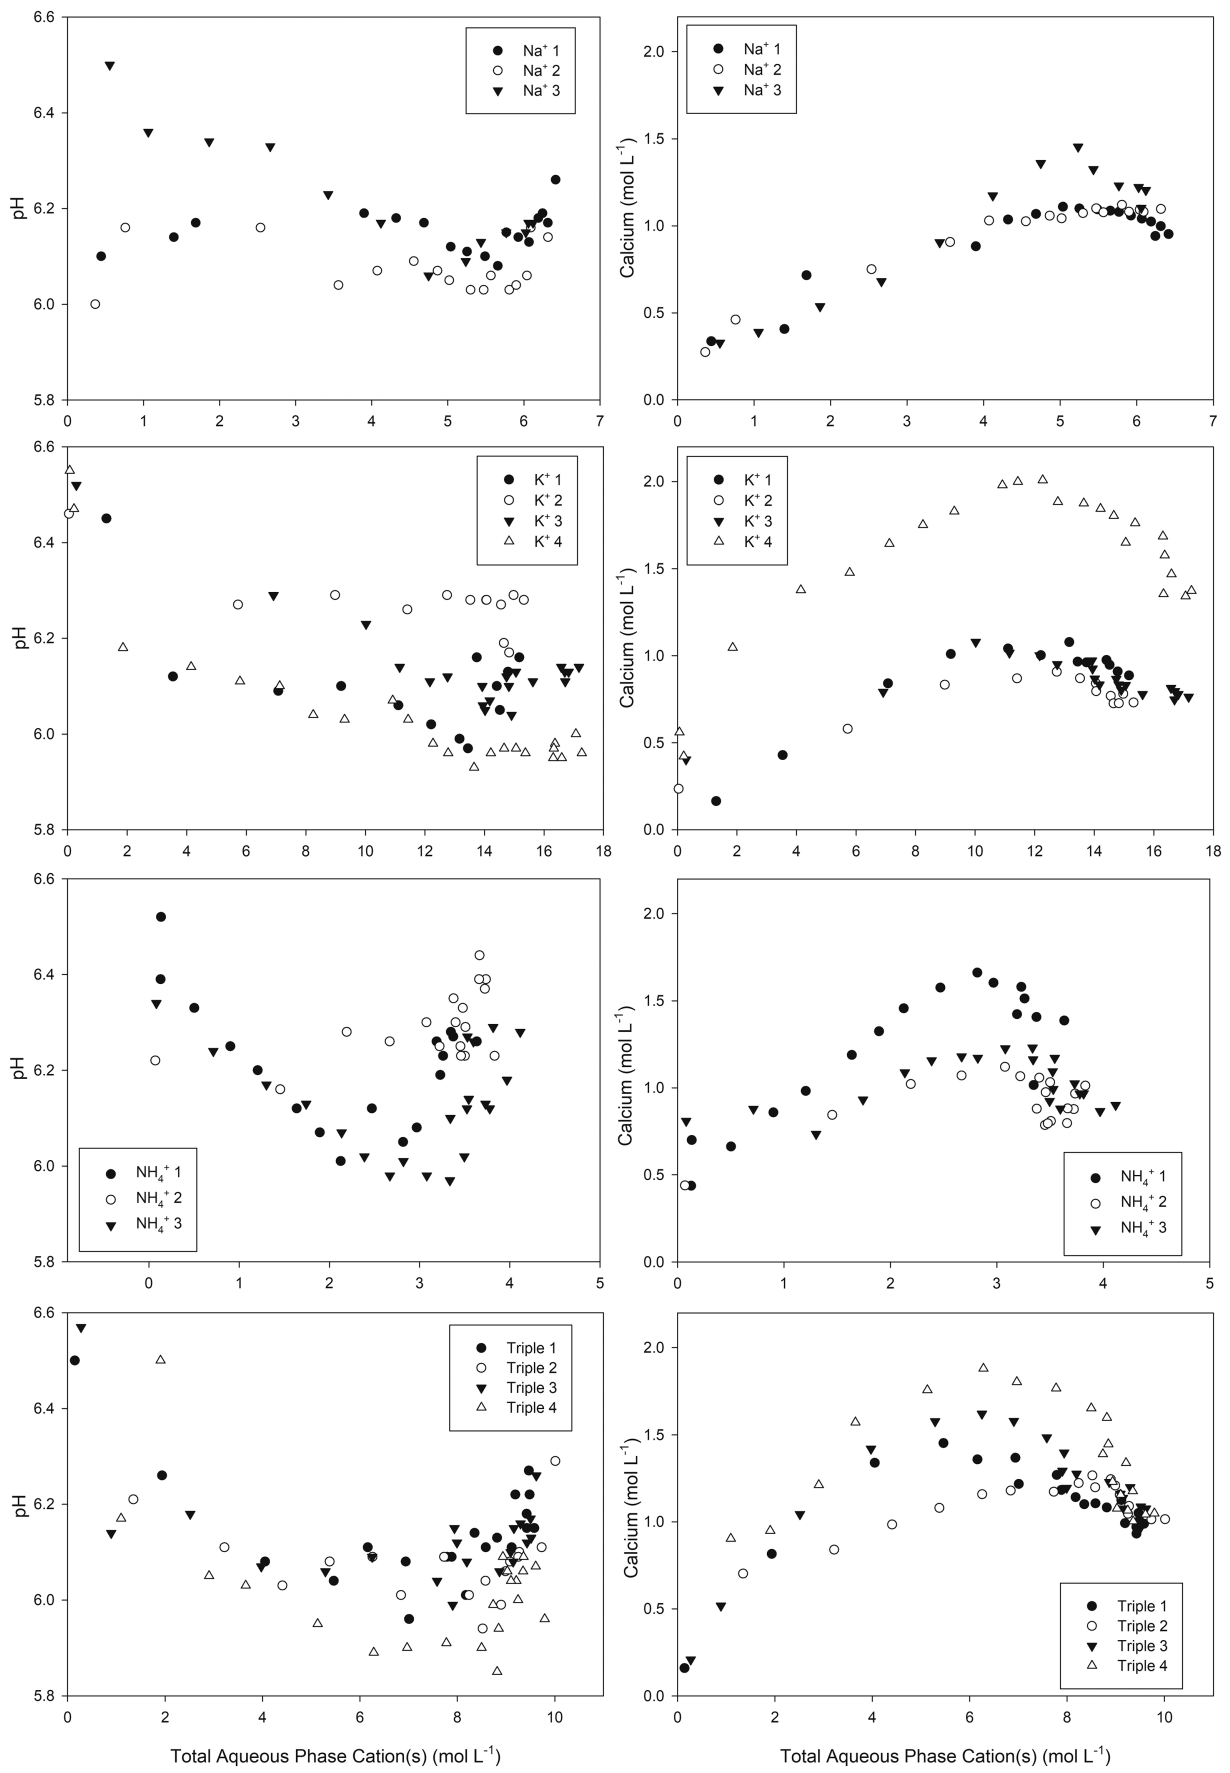 6.6
6.4
6.2
6.0
5.8
pH
Na⁺ 1
Na⁺ 2
Na⁺ 3
0 1 2 3 4 5 6 7
2.0
1.5
1.0
0.5
0.0
Calcium (mol L⁻¹)
Na⁺ 1
Na⁺ 2
Na⁺ 3
0 1 2 3 4 5 6 7
6.6
6.4
6.2
6.0
5.8
pH
K⁺ 1
K⁺ 2
K⁺ 3
K⁺ 4
0 2 4 6 8 10 12 14 16 18
2.0
1.5
1.0
0.5
0.0
Calcium (mol L⁻¹)
K⁺ 1
K⁺ 2
K⁺ 3
K⁺ 4
0 2 4 6 8 10 12 14 16 18
6.6
6.4
6.2
6.0
5.8
pH
NH₄⁺ 1
NH₄⁺ 2
NH₄⁺ 3
0 1 2 3 4 5
2.0
1.5
1.0
0.5
0.0
Calcium (mol L⁻¹)
NH₄⁺ 1
NH₄⁺ 2
NH₄⁺ 3
0 1 2 3 4 5
6.6
6.4
6.2
6.0
5.8
pH
Triple 1
Triple 2
Triple 3
Triple 4
0 2 4 6 8 10
Total Aqueous Phase Cation(s) (mol L⁻¹)
2.0
1.5
1.0
0.5
0.0
Calcium (mol L⁻¹)
Triple 1
Triple 2
Triple 3
Triple 4
0 2 4 6 8 10
Total Aqueous Phase Cation(s) (mol L⁻¹)